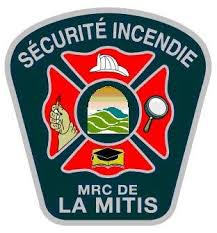 SÉCURITÉ INCENDIE
MRC DE
LA MITIS